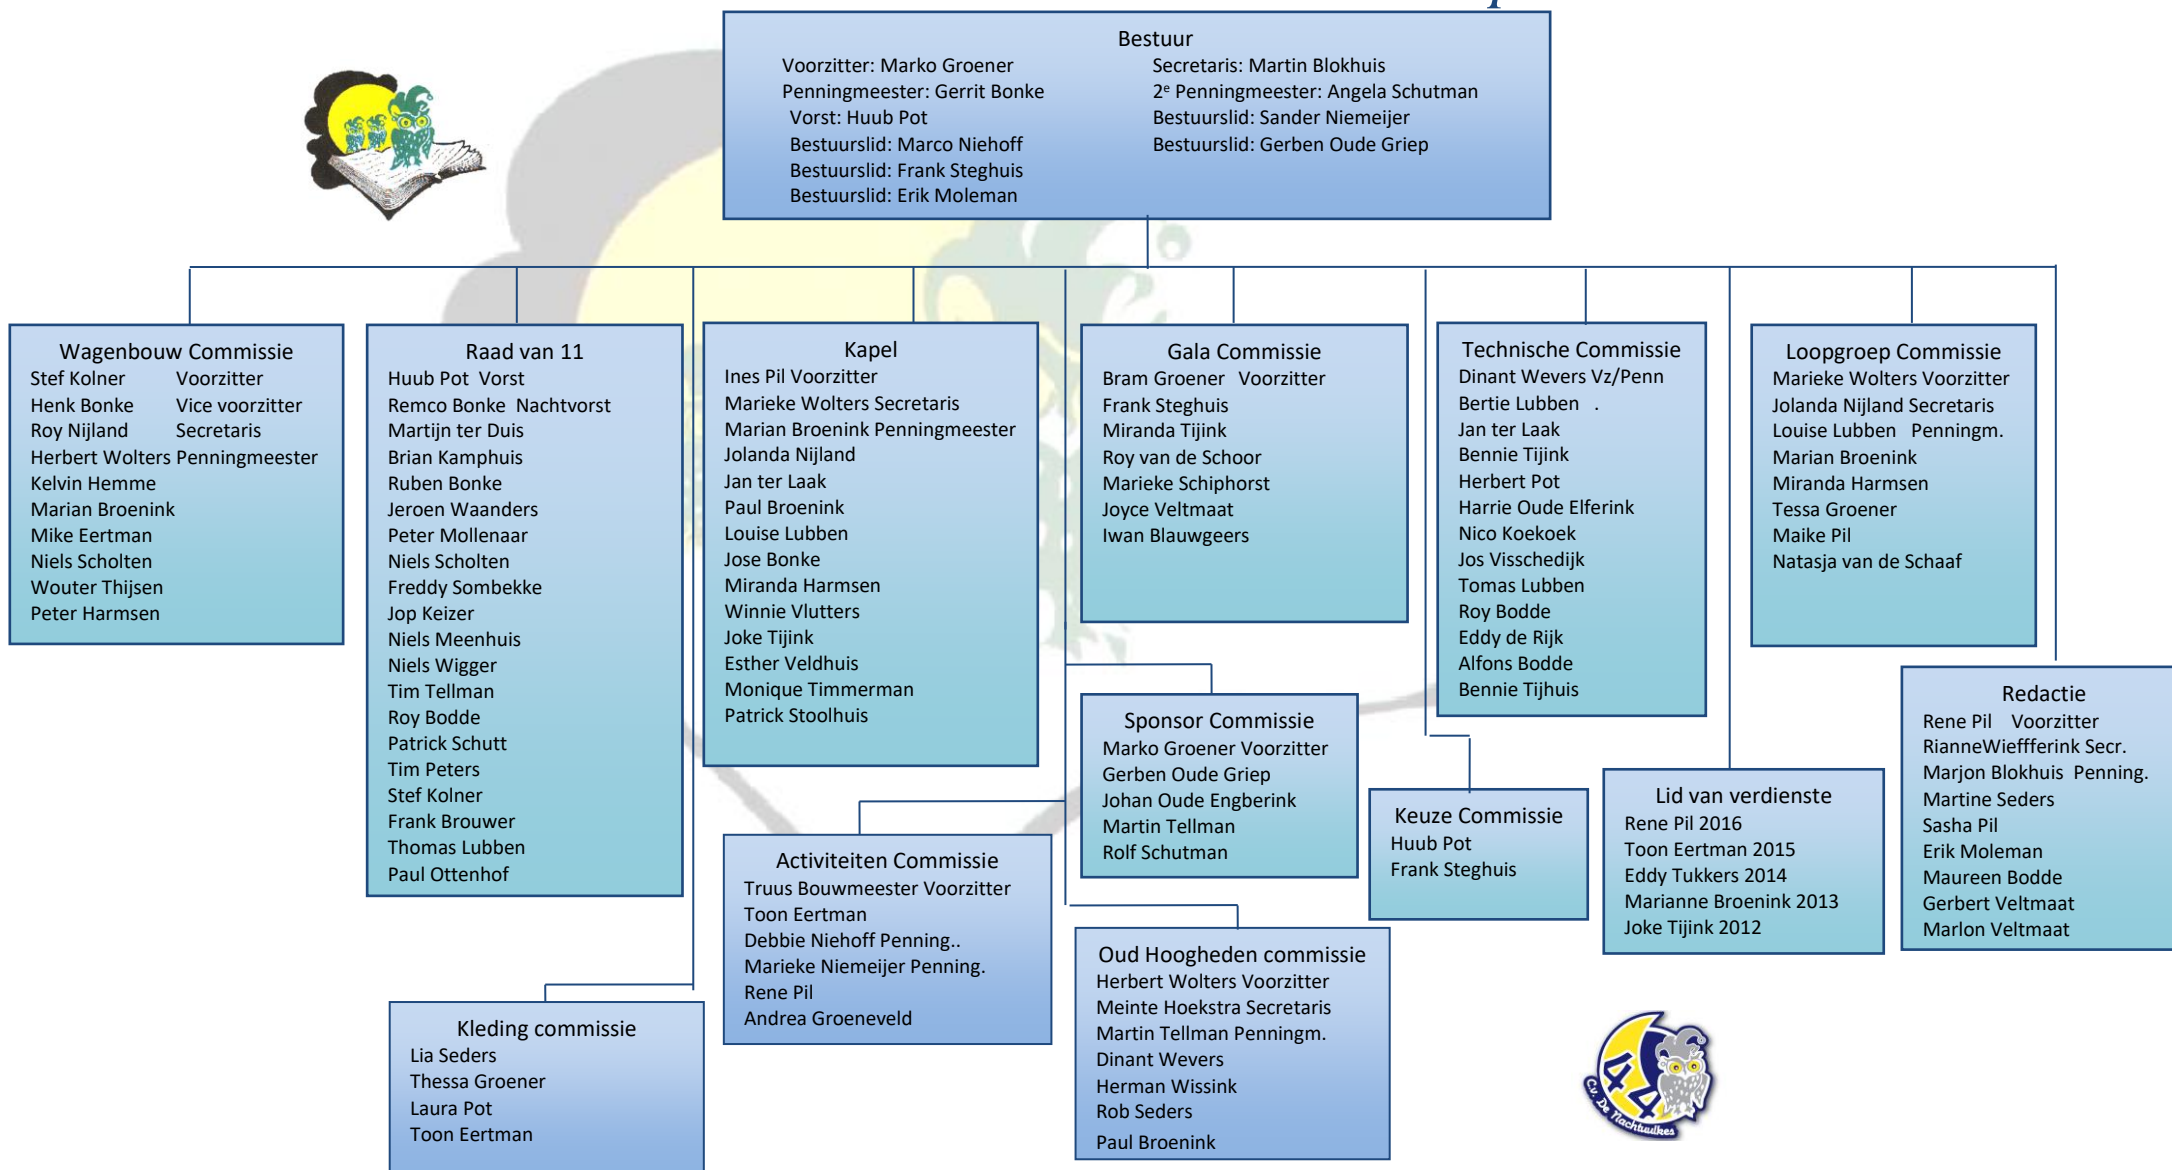 Bestuur
Voorzitter: Marko Groener Secretaris: Martin Blokhuis
Penningmeester: Gerrit Bonke 2e Penningmeester: Angela Schutman
Vorst: Huub Pot Bestuurslid: Sander Niemeijer
Bestuurslid: Marco Niehoff Bestuurslid: Gerben Oude Griep
Bestuurslid: Frank Steghuis
Bestuurslid: Erik Moleman
Wagenbouw Commissie
Stef Kolner Voorzitter
Henk Bonke Vice voorzitter
Roy Nijland Secretaris
Herbert Wolters Penningmeester
Kelvin Hemme
Marian Broenink
Mike Eertman
Niels Scholten
Wouter Thijsen
Peter Harmsen
Raad van 11
Huub Pot Vorst
Remco Bonke Nachtvorst
Martijn ter Duis
Brian Kamphuis
Ruben Bonke
Jeroen Waanders
Peter Mollenaar
Niels Scholten
Freddy Sombekke
Jop Keizer
Niels Meenhuis
Niels Wigger
Tim Tellman
Roy Bodde
Patrick Schutt
Tim Peters
Stef Kolner
Frank Brouwer
Thomas Lubben
Paul Ottenhof
Kapel
Ines Pil Voorzitter
Marieke Wolters Secretaris
Marian Broenink Penningmeester
Jolanda Nijland
Jan ter Laak
Paul Broenink
Louise Lubben
Jose Bonke
Miranda Harmsen
Winnie Vlutters
Joke Tijink
Esther Veldhuis
Monique Timmerman
Patrick Stoolhuis
Gala Commissie
Bram Groener Voorzitter
Frank Steghuis
Miranda Tijink
Roy van de Schoor
Marieke Schiphorst
Joyce Veltmaat
Iwan Blauwgeers
Technische Commissie
Dinant Wevers Vz/Penn
Bertie Lubben .
Jan ter Laak
Bennie Tijink
Herbert Pot
Harrie Oude Elferink
Nico Koekoek
Jos Visschedijk
Tomas Lubben
Roy Bodde
Eddy de Rijk
Alfons Bodde
Bennie Tijhuis
Loopgroep Commissie
Marieke Wolters Voorzitter
Jolanda Nijland Secretaris
Louise Lubben Penningm.
Marian Broenink
Miranda Harmsen
Tessa Groener
Maike Pil
Natasja van de Schaaf
Sponsor Commissie
Marko Groener Voorzitter
Gerben Oude Griep
Johan Oude Engberink
Martin Tellman
Rolf Schutman
Keuze Commissie
Huub Pot
Frank Steghuis
Lid van verdienste
Rene Pil 2016
Toon Eertman 2015
Eddy Tukkers 2014
Marianne Broenink 2013
Joke Tijink 2012
Redactie
Rene Pil Voorzitter
RianneWieffferink Secr.
Marjon Blokhuis Penning.
Martine Seders
Sasha Pil
Erik Moleman
Maureen Bodde
Gerbert Veltmaat
Marlon Veltmaat
Activiteiten Commissie
Truus Bouwmeester Voorzitter
Toon Eertman
Debbie Niehoff Penning..
Marieke Niemeijer Penning.
Rene Pil
Andrea Groeneveld
Oud Hoogheden commissie
Herbert Wolters Voorzitter
Meinte Hoekstra Secretaris
Martin Tellman Penningm.
Dinant Wevers
Herman Wissink
Rob Seders
Paul Broenink
Kleding commissie
Lia Seders
Thessa Groener
Laura Pot
Toon Eertman
44
C.v. De Nachtuulkes